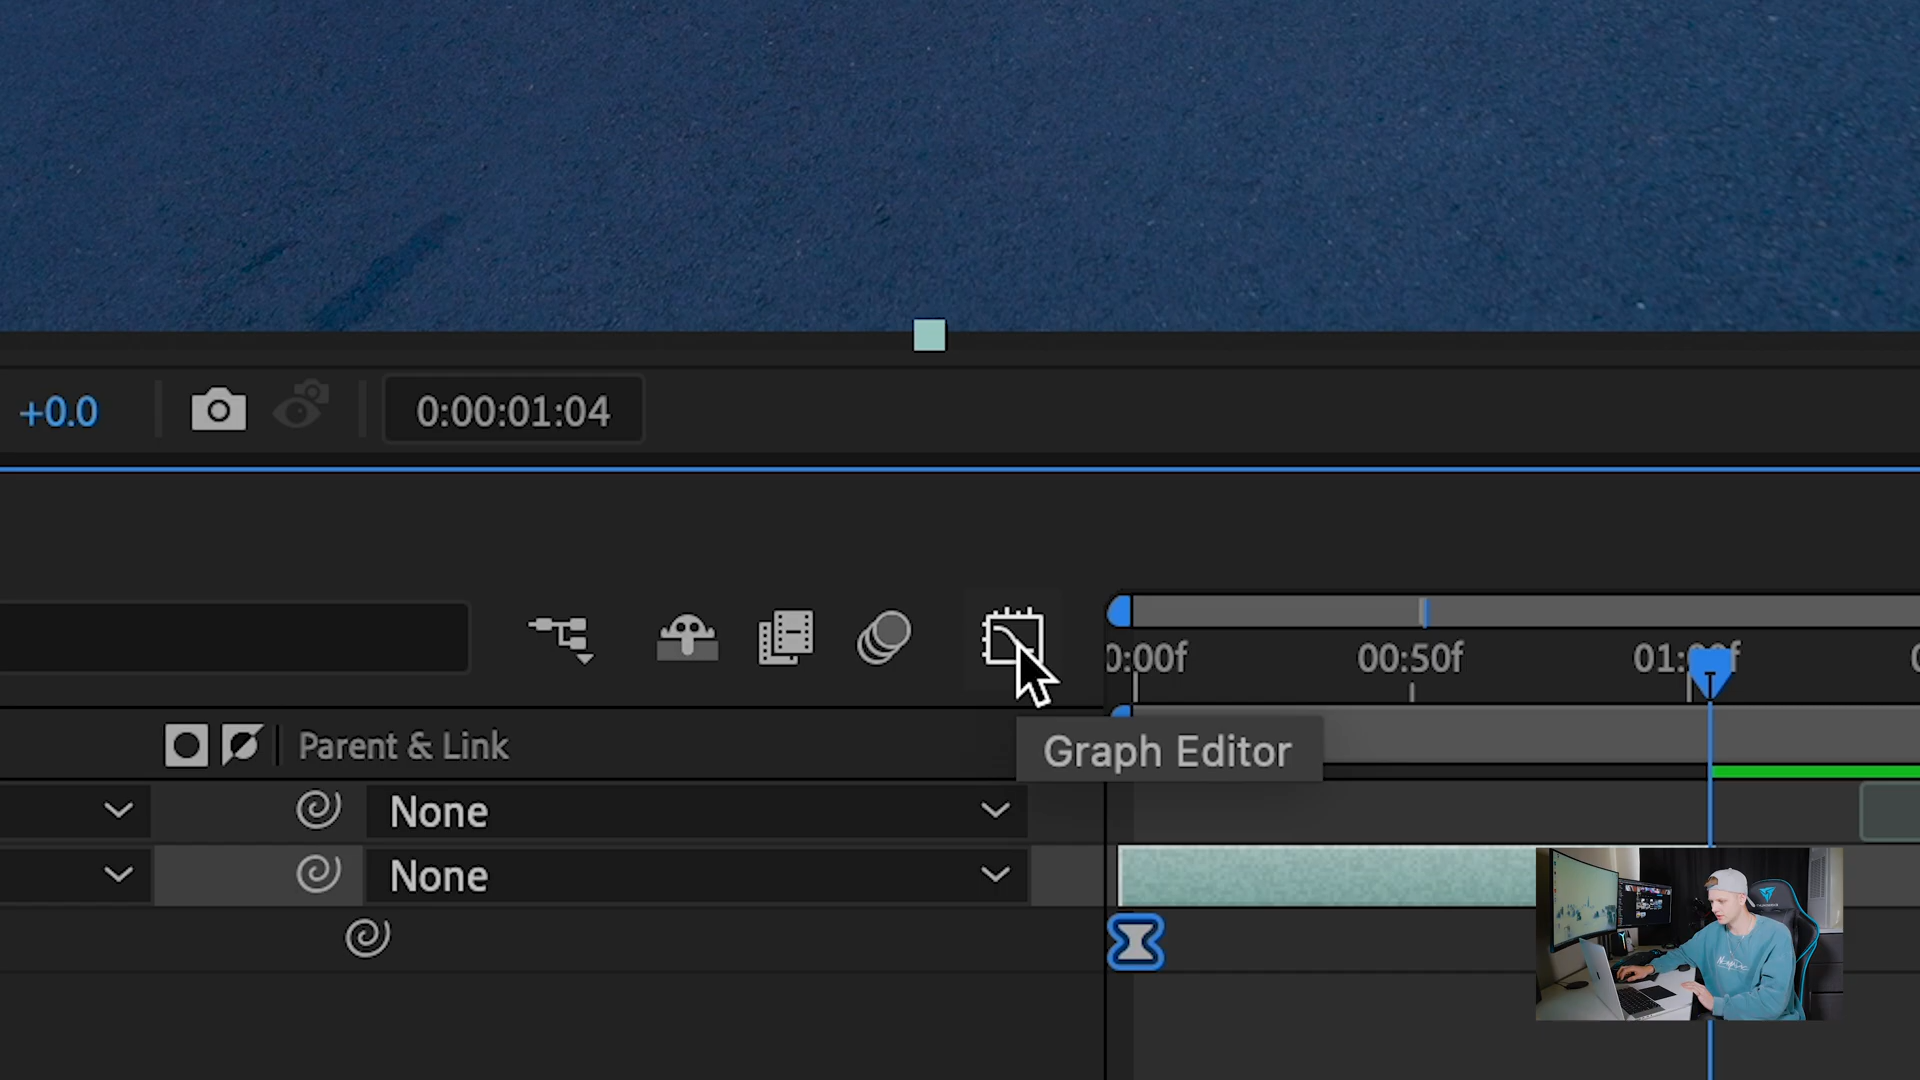 +0.0
0:00:01:04
0:00f
00:50f
Parent & Link
Graph Editor
None
None